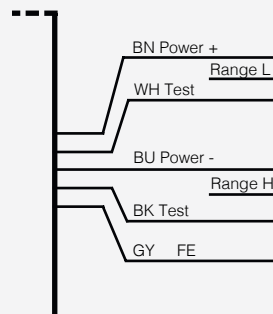 BN Power +
Range L
WH Test
BU Power -
Range H
BK Test
GY FE